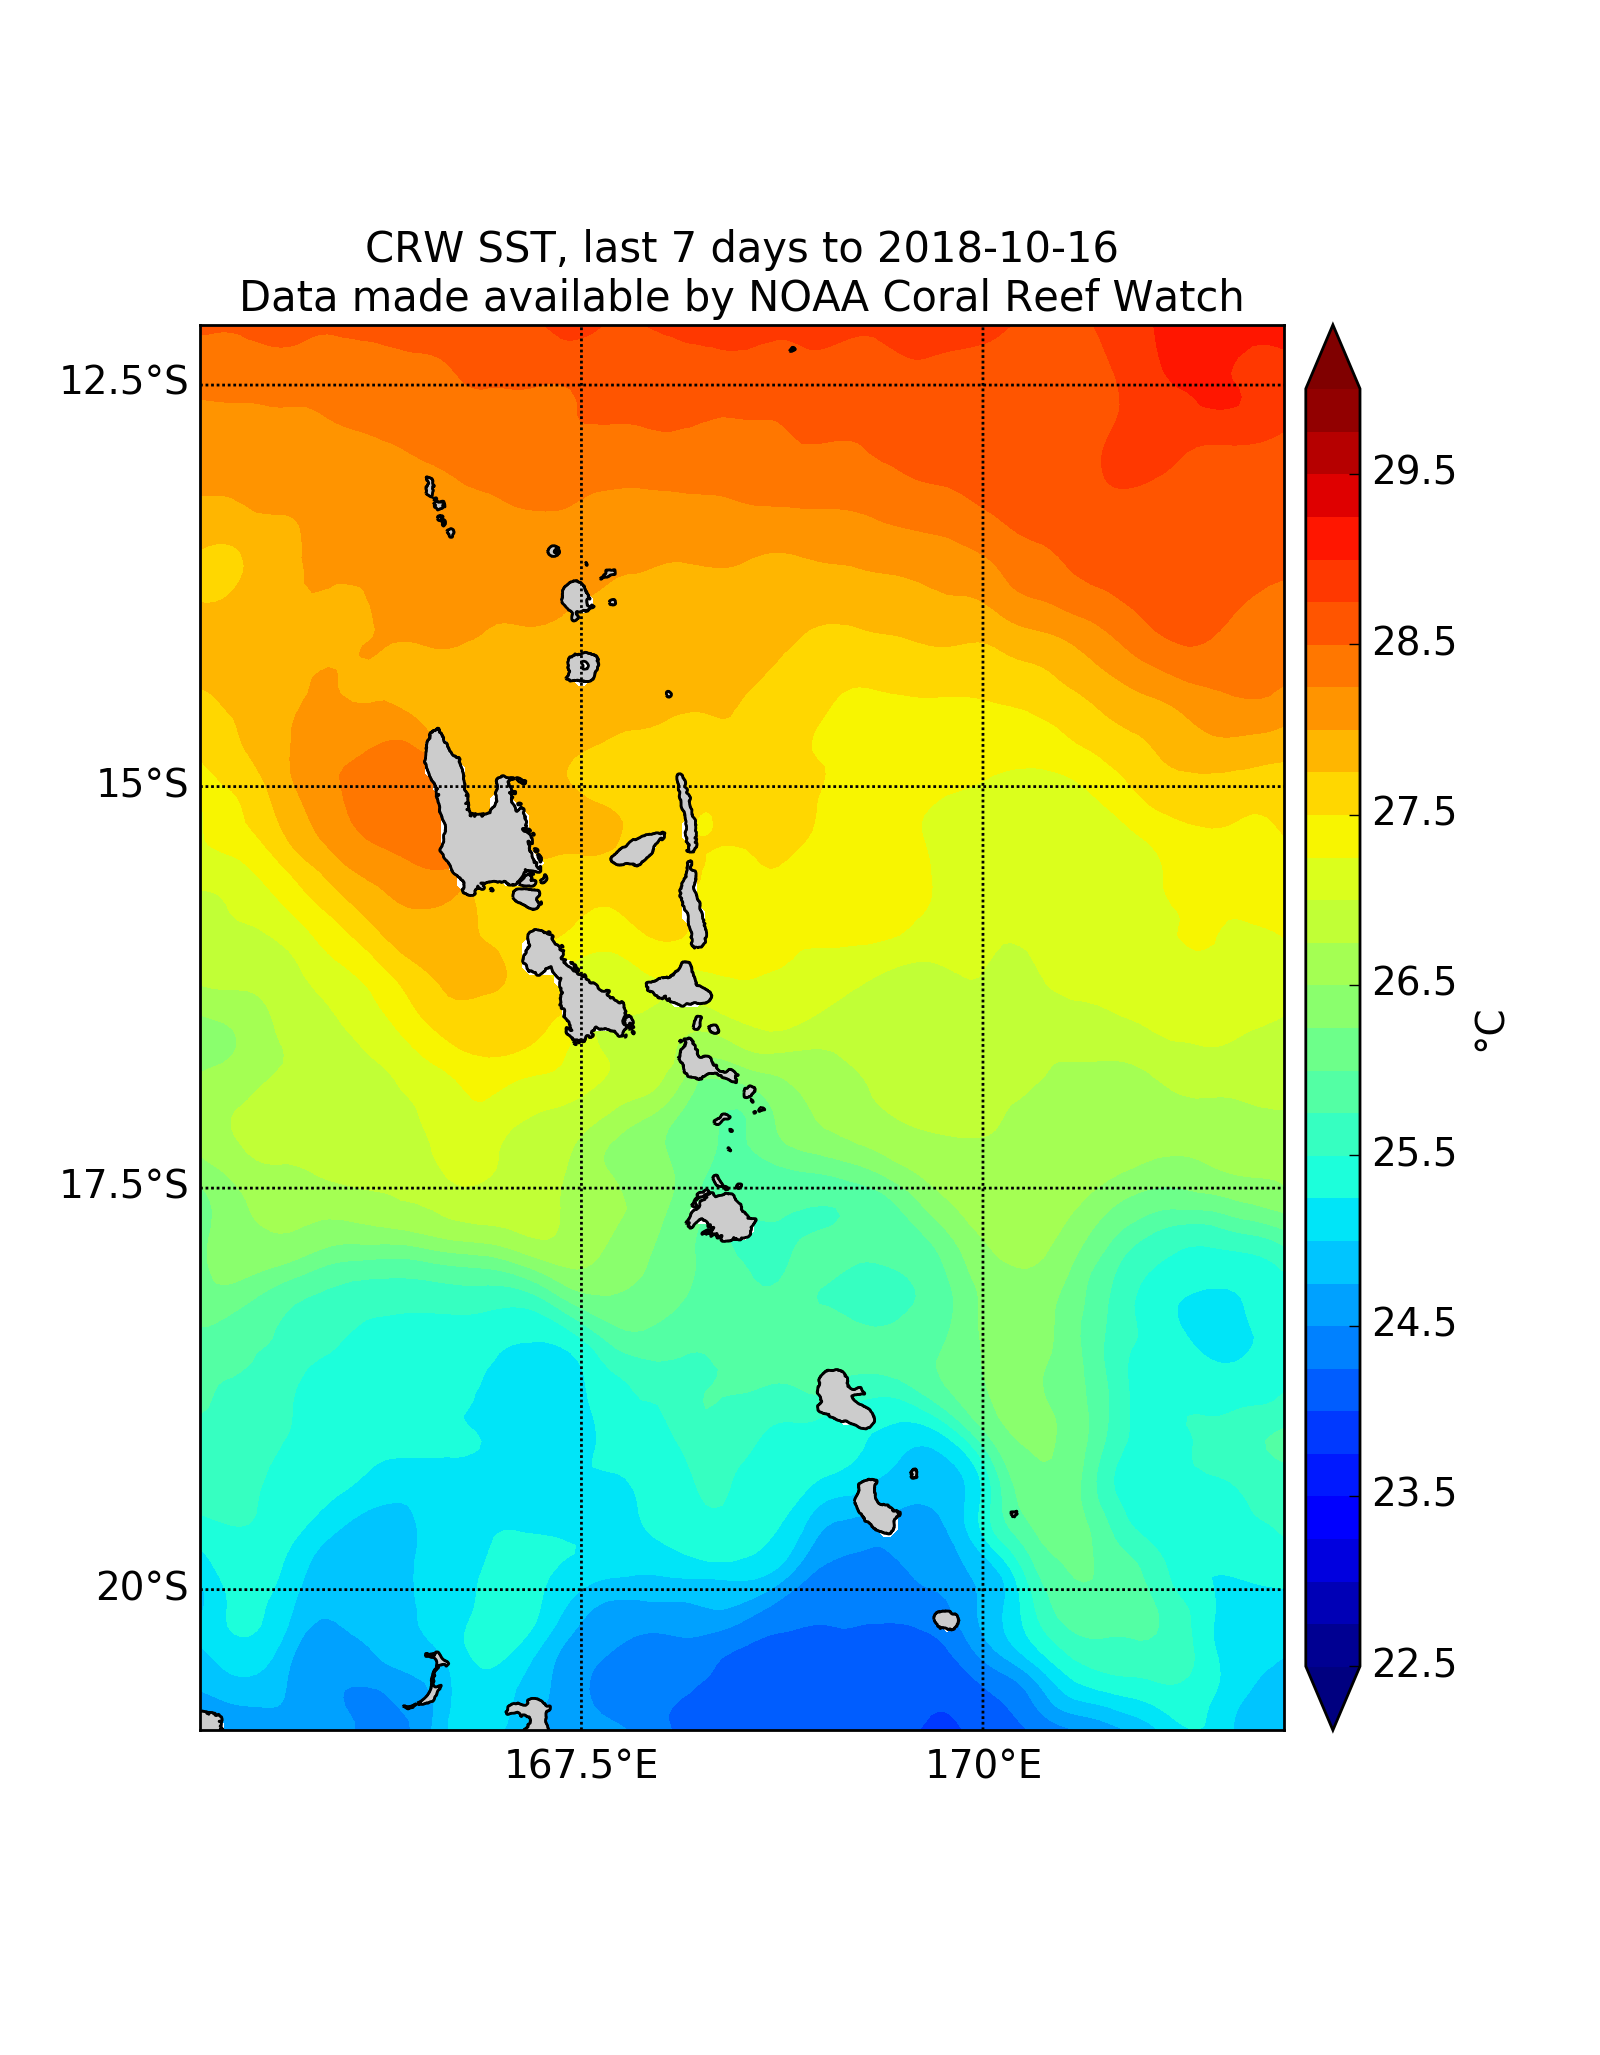 CRW SST, last 7 days to 2018-10-16
Data made available by NOAA Coral Reef Watch
12.5°S
15°S
17.5°S
20°S
167.5°E
170°E
29.5
28.5
27.5
26.5
25.5
24.5
23.5
22.5
°C